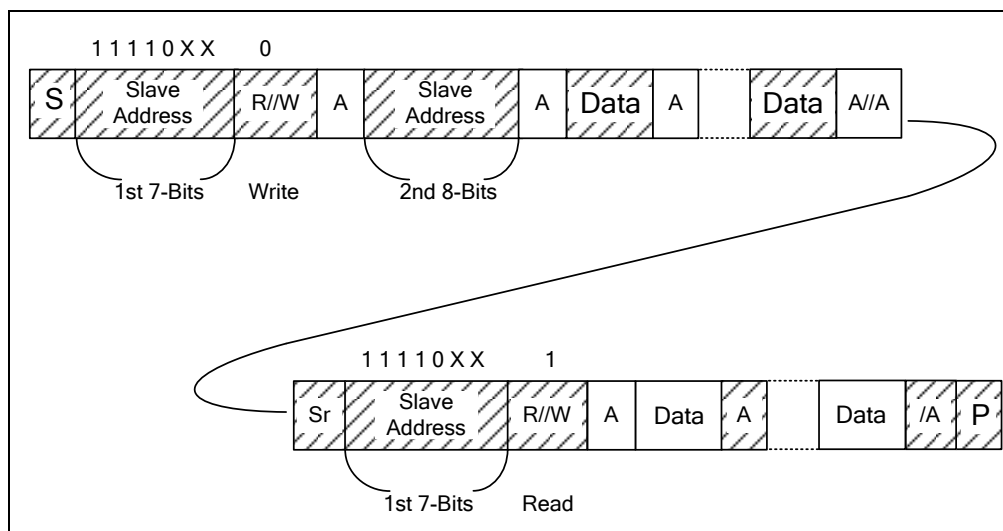 1 1 1 1 0 X X 0
S Slave Address R//W A Slave Address A Data A Data A//A
1st 7-Bits Write 2nd 8-Bits
1 1 1 1 0 X X 1
Sr Slave Address R//W A Data A Data /A P
1st 7-Bits Read